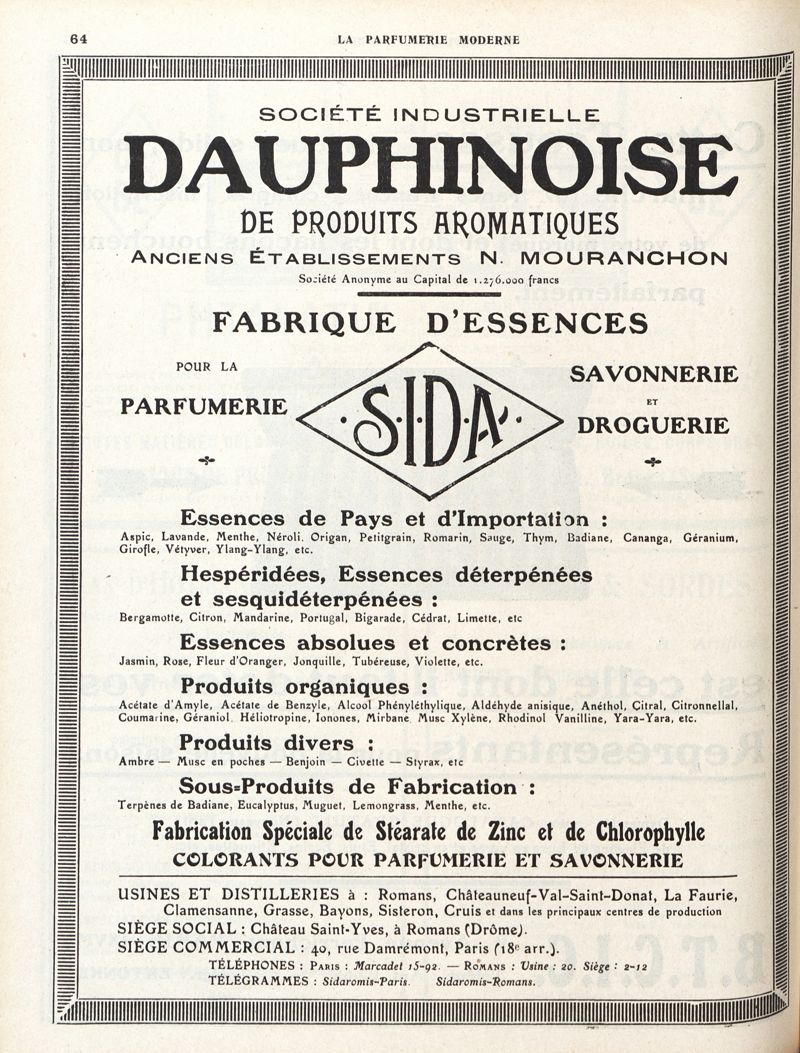 64
LA PARFUMERIE MODERNE
SOCIÉTÉ INDUSTRIELLE
DAUPHINOISE
DE PRODUITS AROMATIQUES
ANCIENS ÉTABLISSEMENTS N. MOURANCHON
Société Anonyme au Capital de 1.276.000 francs
FABRIQUE D'ESSENCES
POUR LA
PARFUMERIE
S.I.D.A.
SAVONNERIE
ET
DROGUERIE
Essences de Pays et d'Importation :
Aspic, Lavande, Menthe, Néroli. Origan, Petitgrain, Romarin, Sauge, Thym, Badiane, Cananga, Géranium,
Girofle, Vétyver, Ylang-Ylang, etc.
Hespéridées, Essences déterpénées
et sesquidéterpénées :
Bergamotte, Citron, Mandarine, Portugal, Bigarade, Cédrat, Limette, etc
Essences absolues et concrètes :
Jasmin, Rose, Fleur d'Oranger, Jonquille, Tubéreuse, Violette, etc.
Produits organiques :
Acétate d'Amyle, Acétate de Benzyle, Alcool Phényléthylique, Aldéhyde anisique, Anéthol, Citral, Citronnellal,
Coumarine, Géraniol. Héliotropine, Ionones, Mirbane. Musc Xylène, Rhodinol Vanilline, Yara-Yara, etc.
Produits divers :
Ambre — Musc en poches — Benjoin — Civette — Styrax, etc
Sous-Produits de Fabrication :
Terpènes de Badiane, Eucalyptus, Muguet, Lemongrass, Menthe, etc.
Fabrication Spéciale de Stéarate de Zinc et de Chlorophylle
COLORANTS POUR PARFUMERIE ET SAVONNERIE
USINES ET DISTILLERIES à : Romans, Châteauneuf-Val-Saint-Donat, La Faurie,
Clamensanne, Grasse, Bayons, Sisteron, Cruis et dans les principaux centres de production
SIÈGE SOCIAL : Château Saint-Yves, à Romans (Drôme).
SIÈGE COMMERCIAL : 40, rue Damrémont, Paris (18e arr.).
TÉLÉPHONES : PARIS : Marcadet 15-92. — ROMANS : Usine : 20. Siège : 2-12
TÉLÉGRAMMES : Sidaromis-Paris. Sidaromis-Romans.